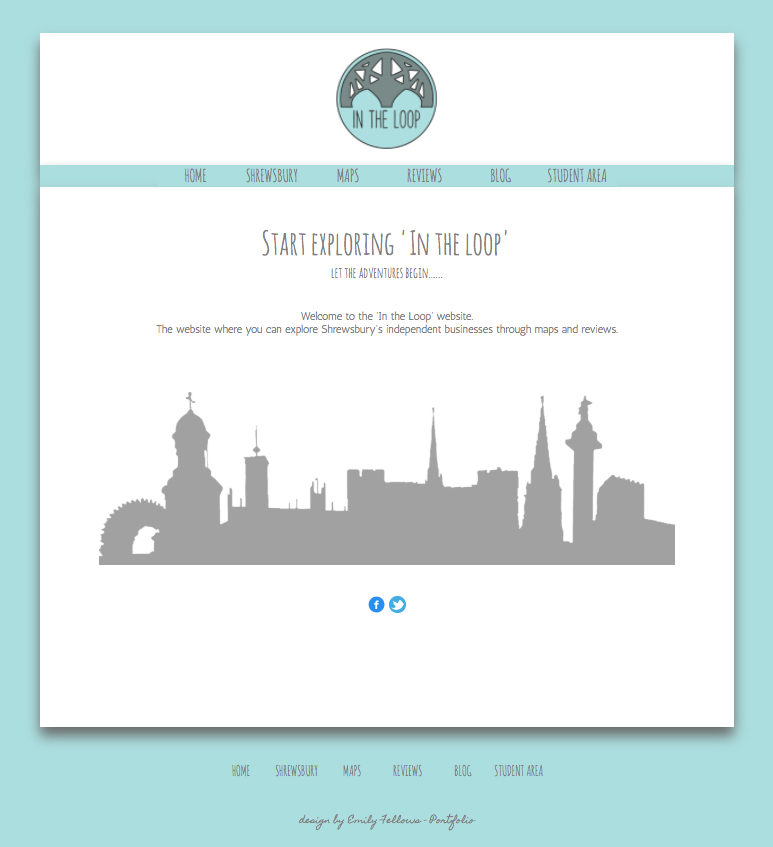 IN THE LOOP
HOME SHREWSBURY MAPS REVIEWS BLOG STUDENT AREA
START EXPLORING 'IN THE LOOP'
LET THE ADVENTURES BEGIN......
Welcome to the 'In the Loop' website.
The website where you can explore Shrewsbury's independent businesses through maps and reviews.
f
HOME SHREWSBURY MAPS REVIEWS BLOG STUDENT AREA
design by Emily Fellows - Portfolio